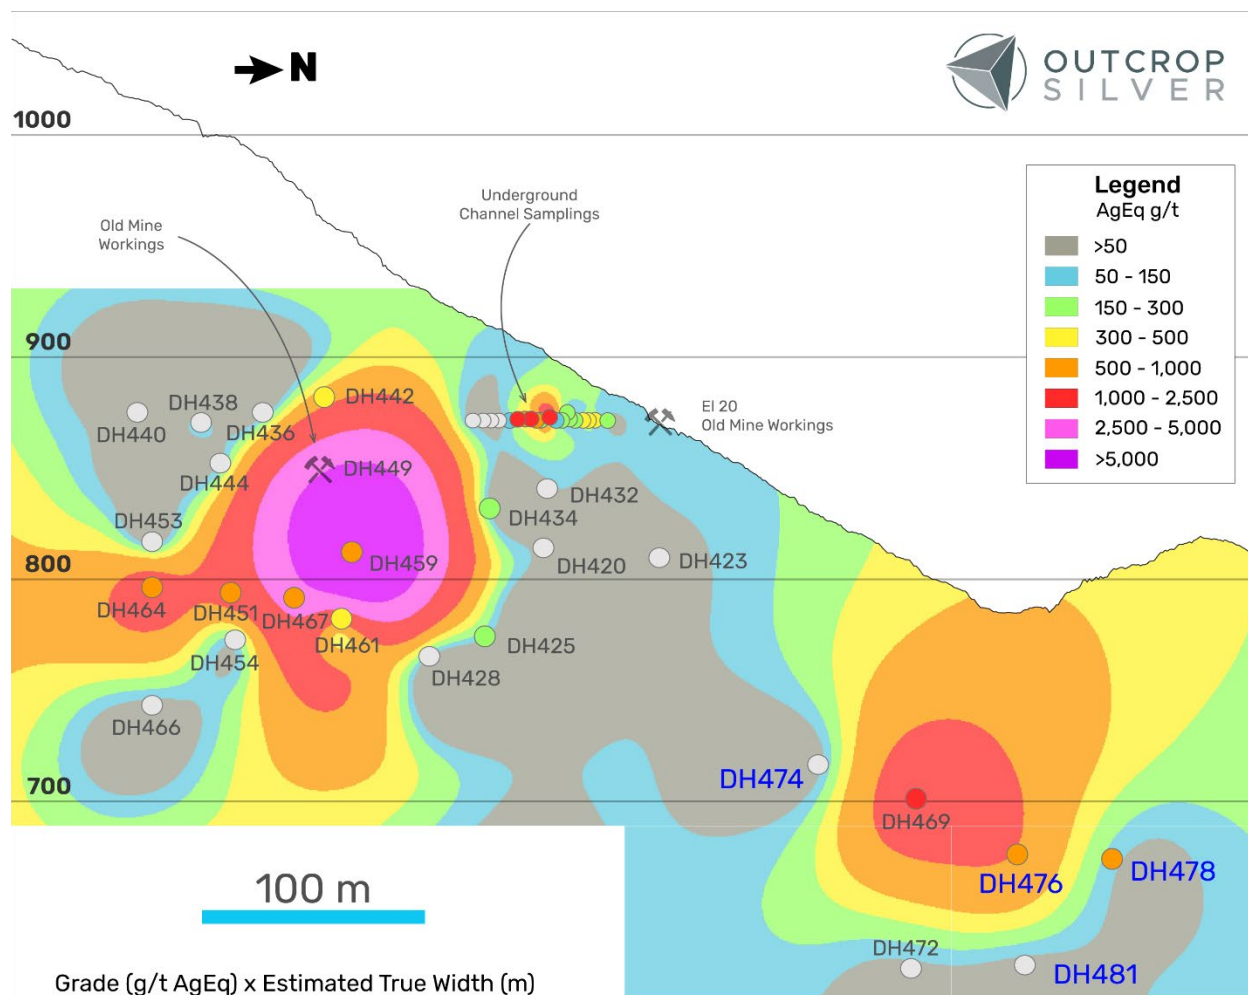 N
OUTCROP
SILVER
1000
Underground
Channel Samplings
Old Mine
Workings
Legend
AgEq g/t
>50
50 - 150
150 - 300
300 - 500
500 - 1,000
1,000 - 2,500
2,500 - 5,000
>5,000
900
DH442
DH438
DH440
DH436
El 20
Old Mine Workings
DH444
DH449
DH432
DH434
DH453
DH420
DH423
DH459
800
DH464
DH451
DH467
DH461
DH425
DH454
DH428
DH466
700
DH474
DH469
DH476
DH478
100 m
DH472
DH481
Grade (g/t AgEq) x Estimated True Width (m)